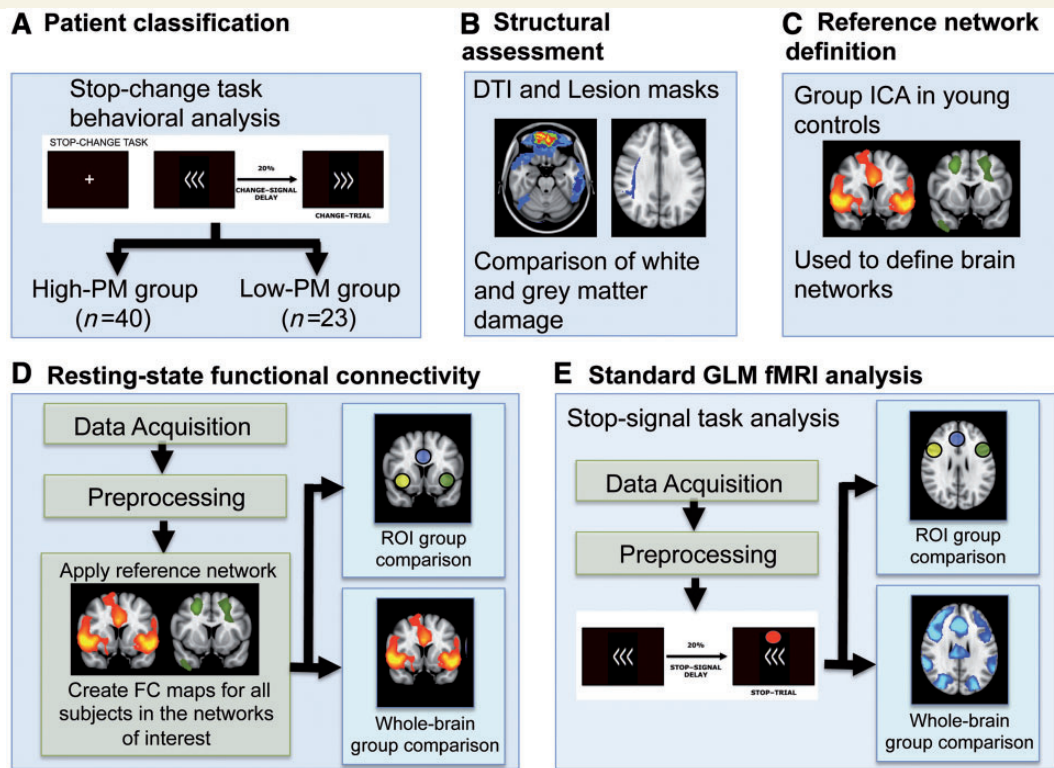 A Patient classification
Stop-change task
behavioral analysis
STOP-CHANGE TASK
+
20%
CHANGE–SIGNAL
DELAY
CHANGE–TRIAL
High-PM group
(n=40)
Low-PM group
(n=23)
B Structural
assessment
DTI and Lesion masks
Comparison of white
and grey matter
damage
C Reference network
definition
Group ICA in young
controls
Used to define brain
networks
D Resting-state functional connectivity
Data Acquisition
Preprocessing
Apply reference network
Create FC maps for all
subjects in the networks
of interest
ROI group
comparison
Whole-brain
group comparison
E Standard GLM fMRI analysis
Stop-signal task analysis
Data Acquisition
Preprocessing
20%
STOP–SIGNAL
DELAY
STOP–TRIAL
ROI group
comparison
Whole-brain
group comparison